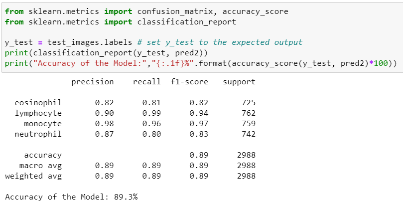 from sklearn.metrics import confusion_matrix, accuracy_score
from sklearn.metrics import classification_report
y_test = test_images.labels # set y_test to the expected output
print(classification_report(y_test, pred2))
print("Accuracy of the Model:","{:.1f}%".format(accuracy_score(y_test, pred2)*100))
precision recall f1-score support
eosinophil 0.82 0.81 0.82 725
lymphocyte 0.90 0.99 0.94 762
monocyte 0.98 0.96 0.97 759
neutrophil 0.87 0.80 0.83 742
accuracy 0.89 2988
macro avg 0.89 0.89 0.89 2988
weighted avg 0.89 0.89 0.89 2988
Accuracy of the Model: 89.3%